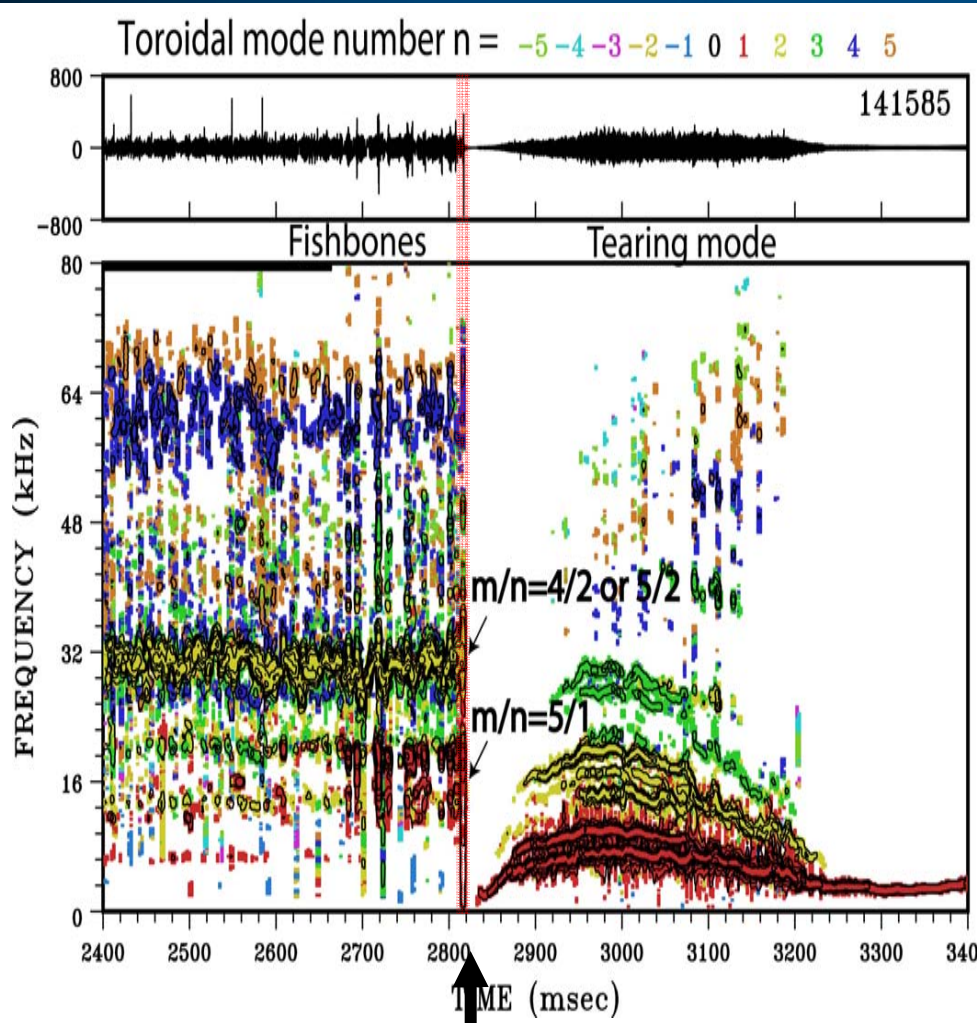 Toroidal mode number n = -5 -4 -3 -2 -1 0 1 2 3 4 5
800
141585
0
-800
Fishbones Tearing mode
80
64
48
m/n=4/2 or 5/2
32
m/n=5/1
16
0
FREQUENCY (kHz)
2400 2500 2600 2700 2800 2900 3000 3100 3200 3300 3400
TIME (msec)